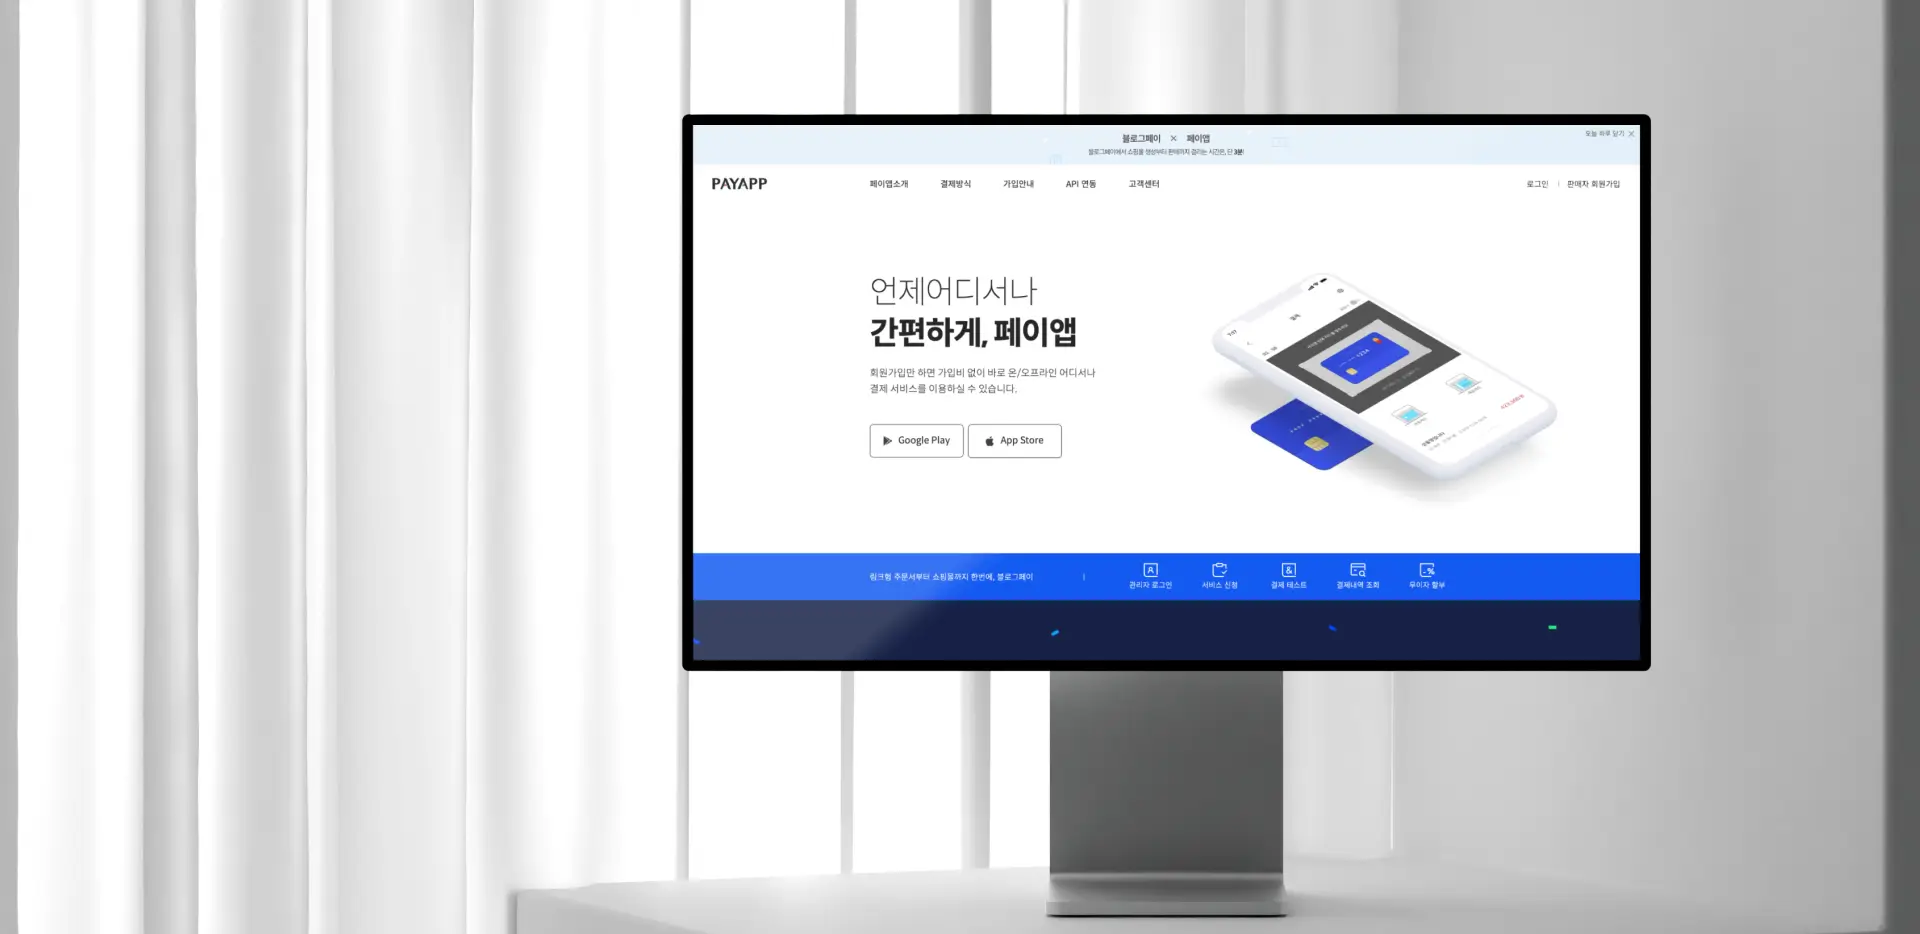 블로그페이 × 페이앱
블로그페이에서 쇼핑몰 생성부터 판매까지 걸리는 시간은, 단 3분!
오늘 하루 닫기 ×
PAYAPP
페이앱소개
결제방식
가입안내
API 연동
고객센터
로그인 | 판매자 회원가입
언제어디서나
간편하게, 페이앱
회원가입만 하면 가입비 없이 바로 온/오프라인 어디서나
결제 서비스를 이용하실 수 있습니다.
Google Play
App Store
1234
링크형 주문서부터 쇼핑몰까지 한번에, 블로그페이
관리자 로그인
서비스 신청
결제 테스트
결제내역 조회
무이자 할부